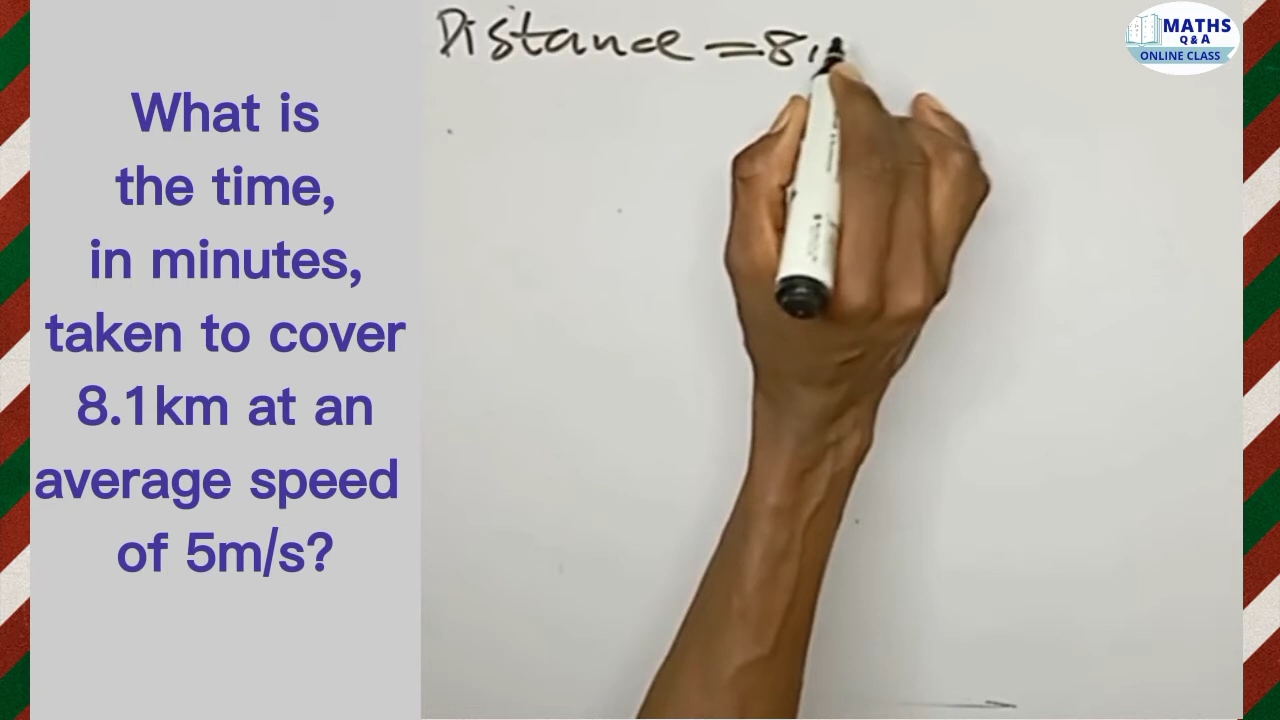 What is
the time,
in minutes,
taken to cover
8.1km at an
average speed
of 5m/s?
Distance = 8.
MATHS
Q & A
ONLINE CLASS